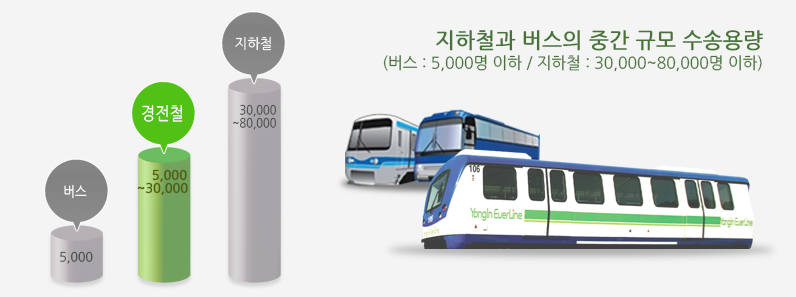 지하철과 버스의 중간 규모 수송용량
(버스 : 5,000명 이하 / 지하철 : 30,000~80,000명 이하)
지하철
30,000
~80,000
경전철
5,000
~30,000
버스
5,000
106
YongIn EverLine
YongIn EverLine